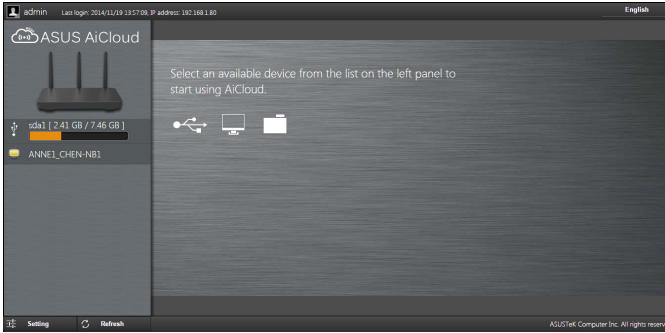 admin Last login: 2014/11/19 13:57:09, IP address: 192.168.1.80
English
ASUS AiCloud
Select an available device from the list on the left panel to
start using AiCloud.
sda1 [ 2.41 GB / 7.46 GB ]
ANNE1_CHEN-NB1
Setting Refresh
ASUSTeK Computer Inc. All rights reserv